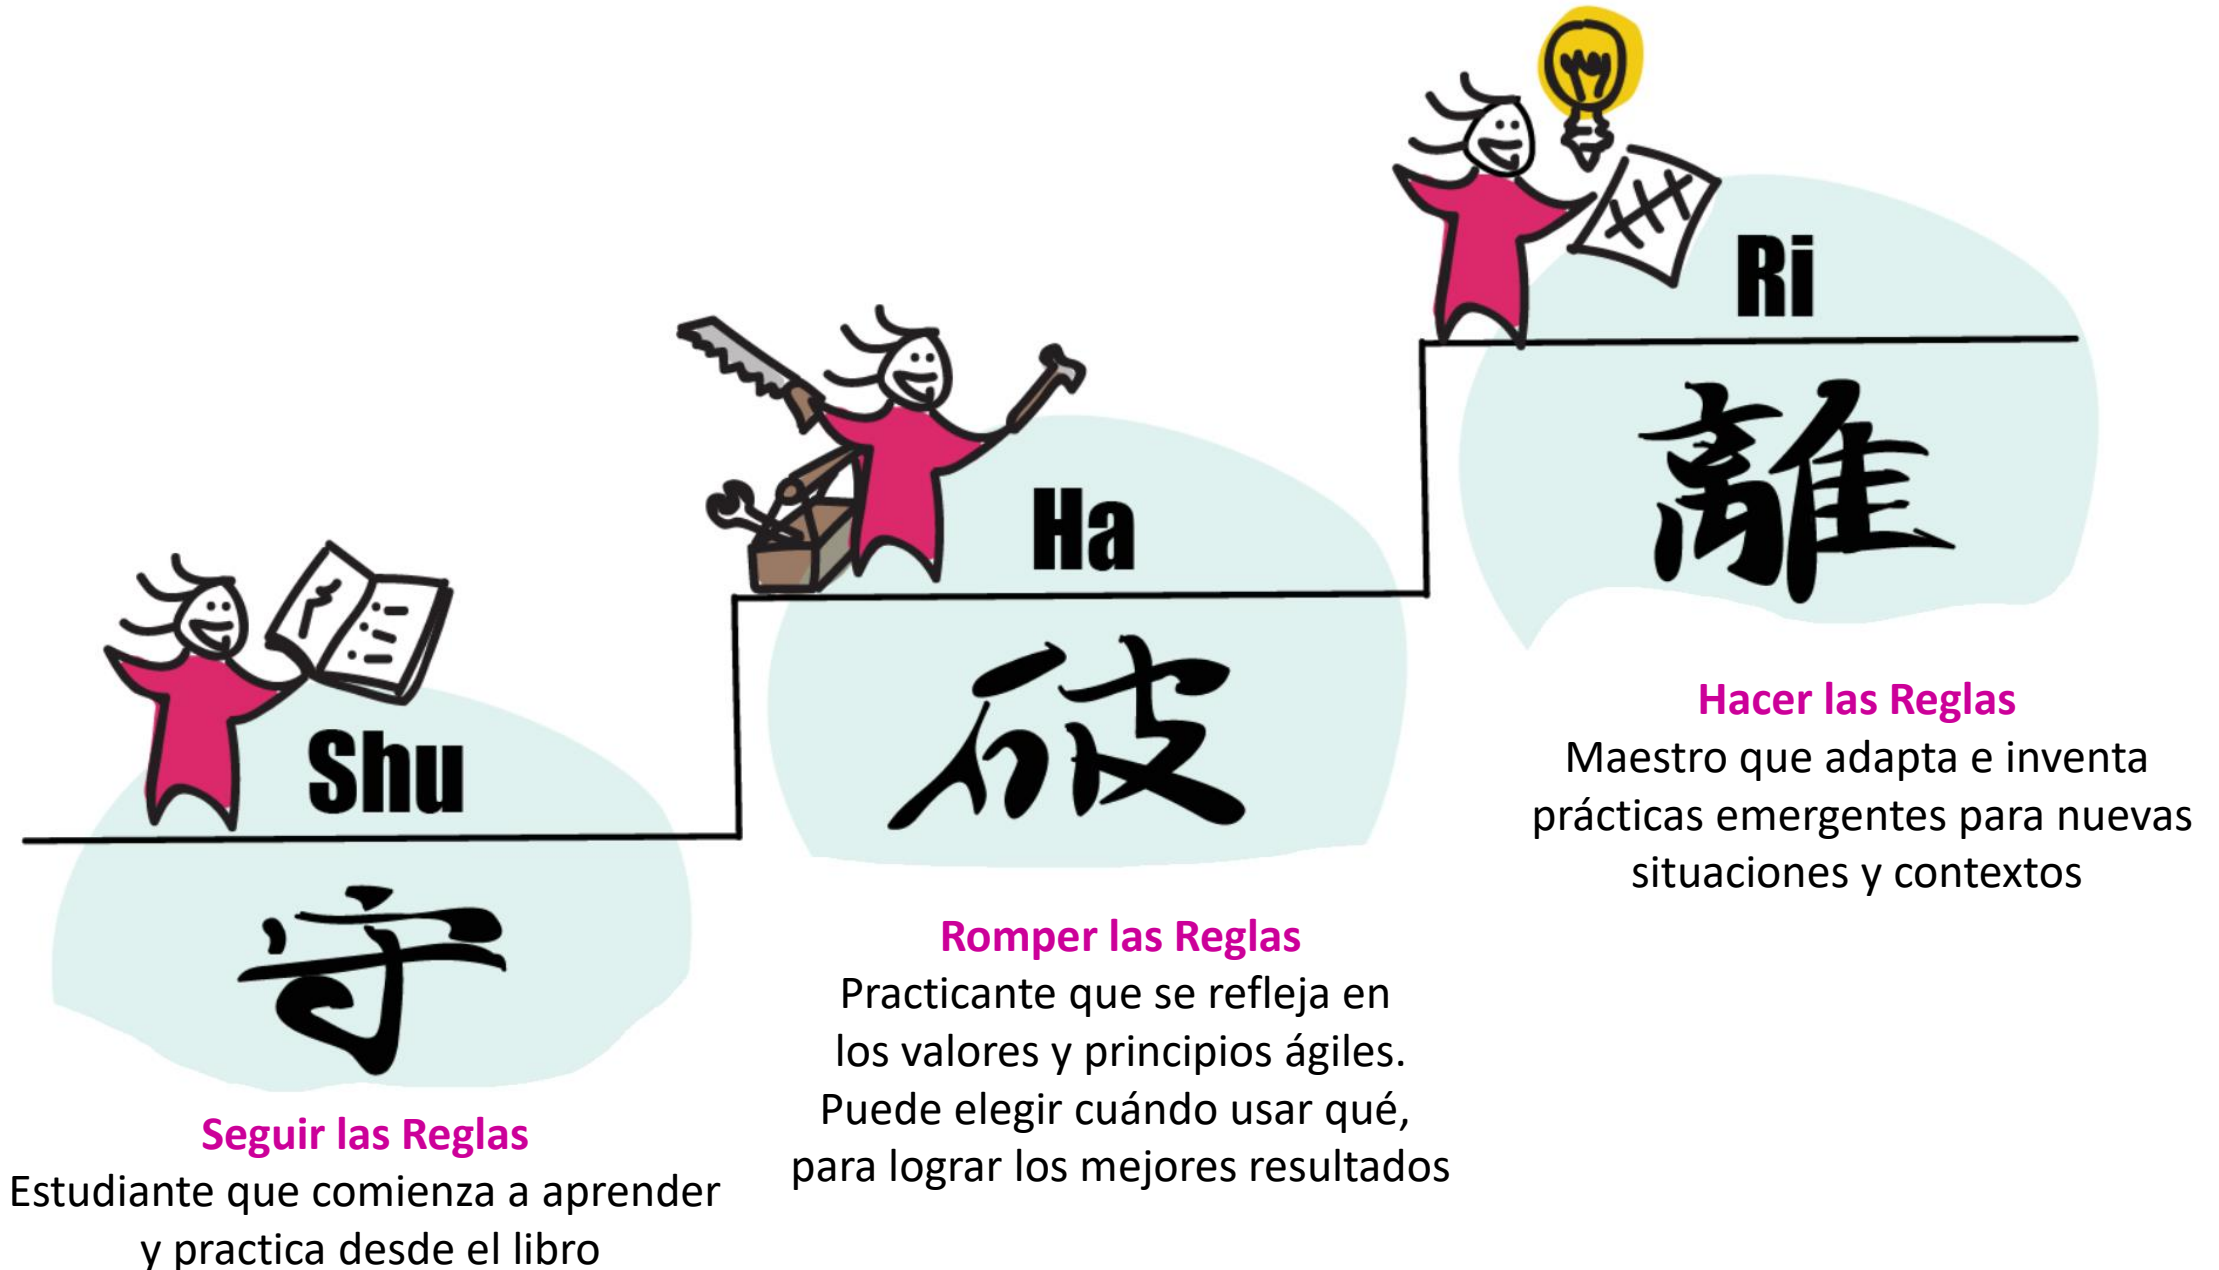 Shu
守
Seguir las Reglas
Estudiante que comienza a aprender
y practica desde el libro
Ha
破
Romper las Reglas
Practicante que se refleja en
los valores y principios ágiles.
Puede elegir cuándo usar qué,
para lograr los mejores resultados
Ri
離
Hacer las Reglas
Maestro que adapta e inventa
prácticas emergentes para nuevas
situaciones y contextos